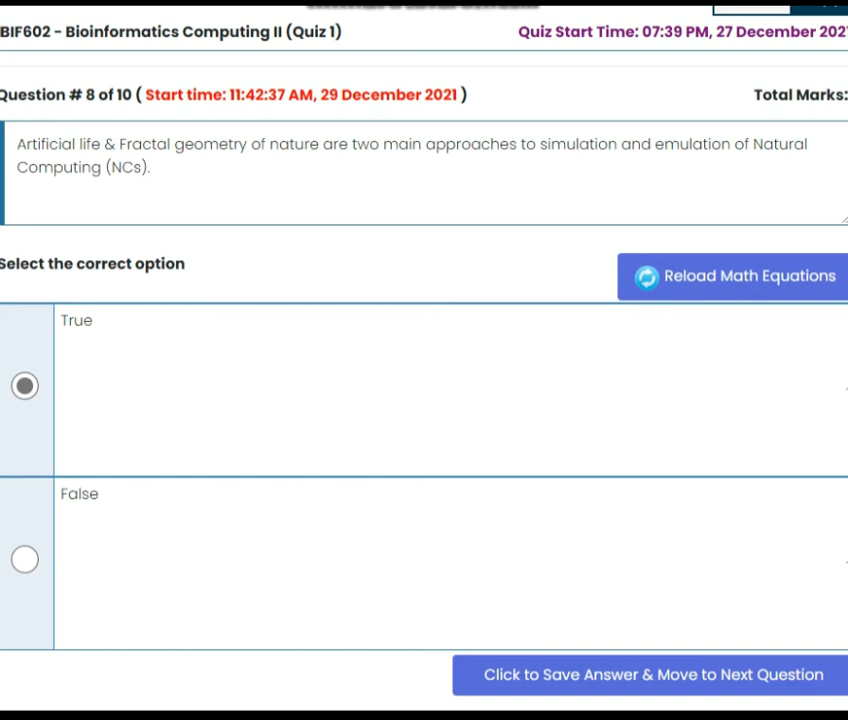 BIF602 - Bioinformatics Computing II (Quiz 1)
Quiz Start Time: 07:39 PM, 27 December 202
Question # 8 of 10 ( Start time: 11:42:37 AM, 29 December 2021 )
Total Marks:
Artificial life & Fractal geometry of nature are two main approaches to simulation and emulation of Natural
Computing (NCs).
Select the correct option
Reload Math Equations
True
False
Click to Save Answer & Move to Next Question